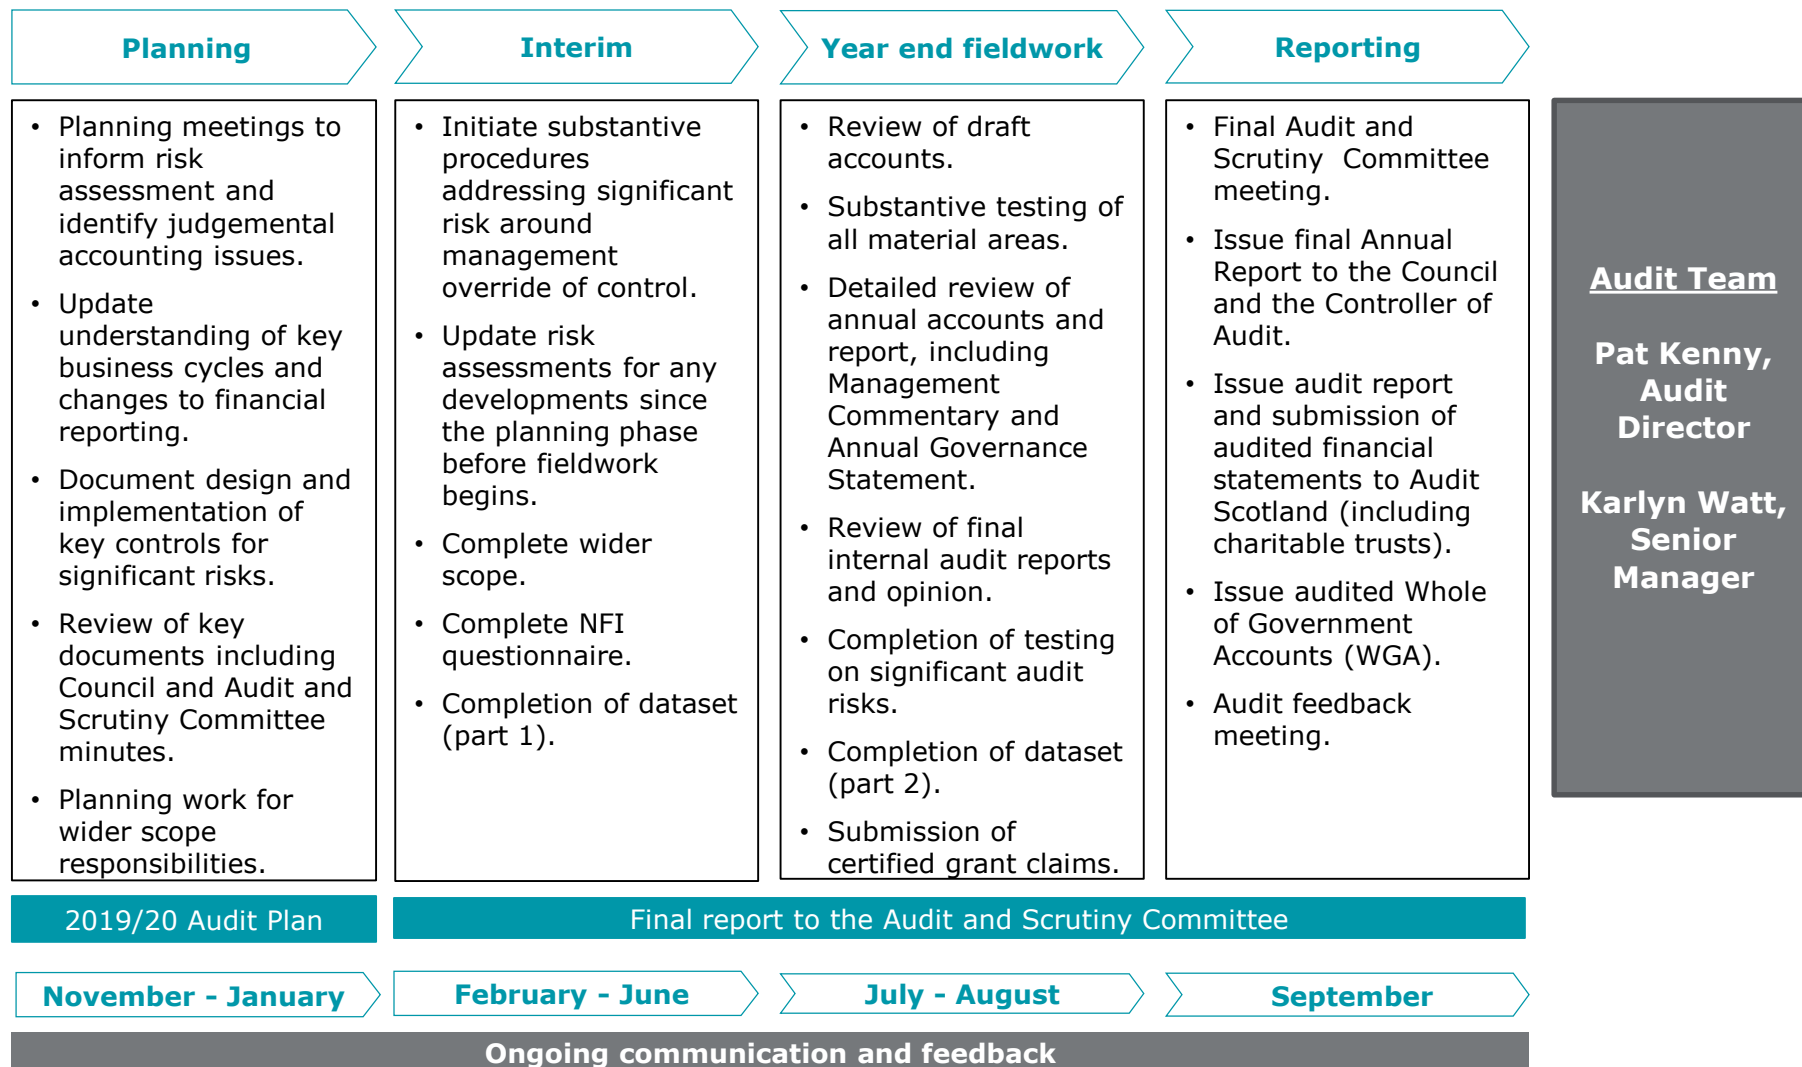 Planning
Interim
Year end fieldwork
Reporting
• Planning meetings to
inform risk
assessment and
identify judgemental
accounting issues.
• Update
understanding of key
business cycles and
changes to financial
reporting.
• Document design and
implementation of
key controls for
significant risks.
• Review of key
documents including
Council and Audit and
Scrutiny Committee
minutes.
• Planning work for
wider scope
responsibilities.
• Initiate substantive
procedures
addressing significant
risk around
management
override of control.
• Update risk
assessments for any
developments since
the planning phase
before fieldwork
begins.
• Complete wider
scope.
• Complete NFI
questionnaire.
• Completion of dataset
(part 1).
• Review of draft
accounts.
• Substantive testing of
all material areas.
• Detailed review of
annual accounts and
report, including
Management
Commentary and
Annual Governance
Statement.
• Review of final
internal audit reports
and opinion.
• Completion of testing
on significant audit
risks.
• Completion of dataset
(part 2).
• Submission of
certified grant claims.
• Final Audit and
Scrutiny Committee
meeting.
• Issue final Annual
Report to the Council
and the Controller of
Audit.
• Issue audit report
and submission of
audited financial
statements to Audit
Scotland (including
charitable trusts).
• Issue audited Whole
of Government
Accounts (WGA).
• Audit feedback
meeting.
Audit Team
Pat Kenny,
Audit
Director
Karlyn Watt,
Senior
Manager
2019/20 Audit Plan
Final report to the Audit and Scrutiny Committee
November - January
February - June
July - August
September
Ongoing communication and feedback